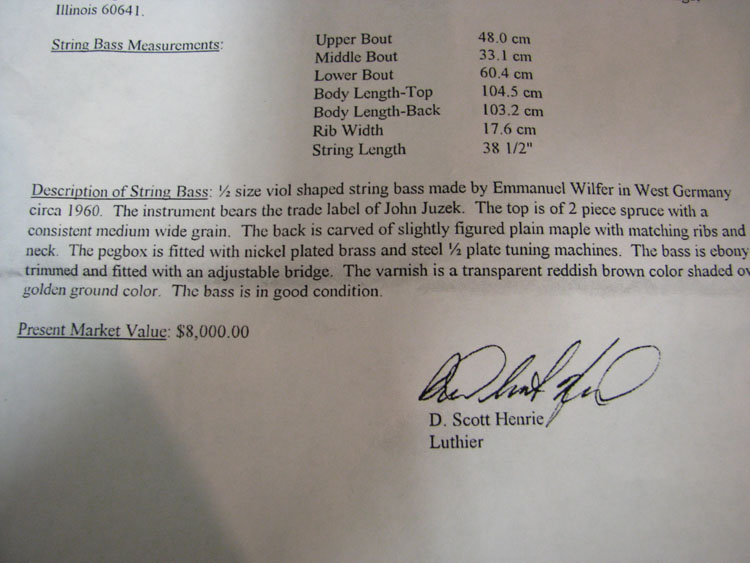 Illinois 60641.
String Bass Measurements:
Upper Bout 48.0 cm
Middle Bout 33.1 cm
Lower Bout 60.4 cm
Body Length-Top 104.5 cm
Body Length-Back 103.2 cm
Rib Width 17.6 cm
String Length 38 1/2"
Description of String Bass: ½ size viol shaped string bass made by Emmanuel Wilfer in West Germany
circa 1960. The instrument bears the trade label of John Juzek. The top is of 2 piece spruce with a
consistent medium wide grain. The back is carved of slightly figured plain maple with matching ribs and
neck. The pegbox is fitted with nickel plated brass and steel ½ plate tuning machines. The bass is ebony
trimmed and fitted with an adjustable bridge. The varnish is a transparent reddish brown color shaded
golden ground color. The bass is in good condition.
Present Market Value: $8,000.00
D. Scott Henrie
Luthier